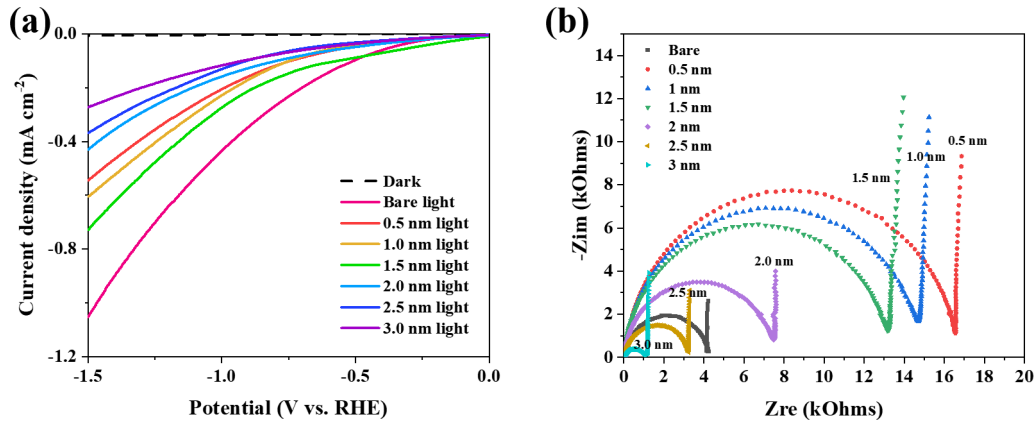 (a)
0.0
-0.4
-0.8
-1.2
Current density (mA cm⁻²)
-1.5
-1.0
-0.5
0.0
Potential (V vs. RHE)
Dark
Bare light
0.5 nm light
1.0 nm light
1.5 nm light
2.0 nm light
2.5 nm light
3.0 nm light
(b)
14
12
10
8
6
4
2
0
-Zim (kOhms)
0
2
4
6
8
10
12
14
16
18
20
Zre (kOhms)
Bare
0.5 nm
1 nm
1.5 nm
2 nm
2.5 nm
3 nm
0.5 nm
1.0 nm
1.5 nm
2.0 nm
2.5 nm
3.0 nm